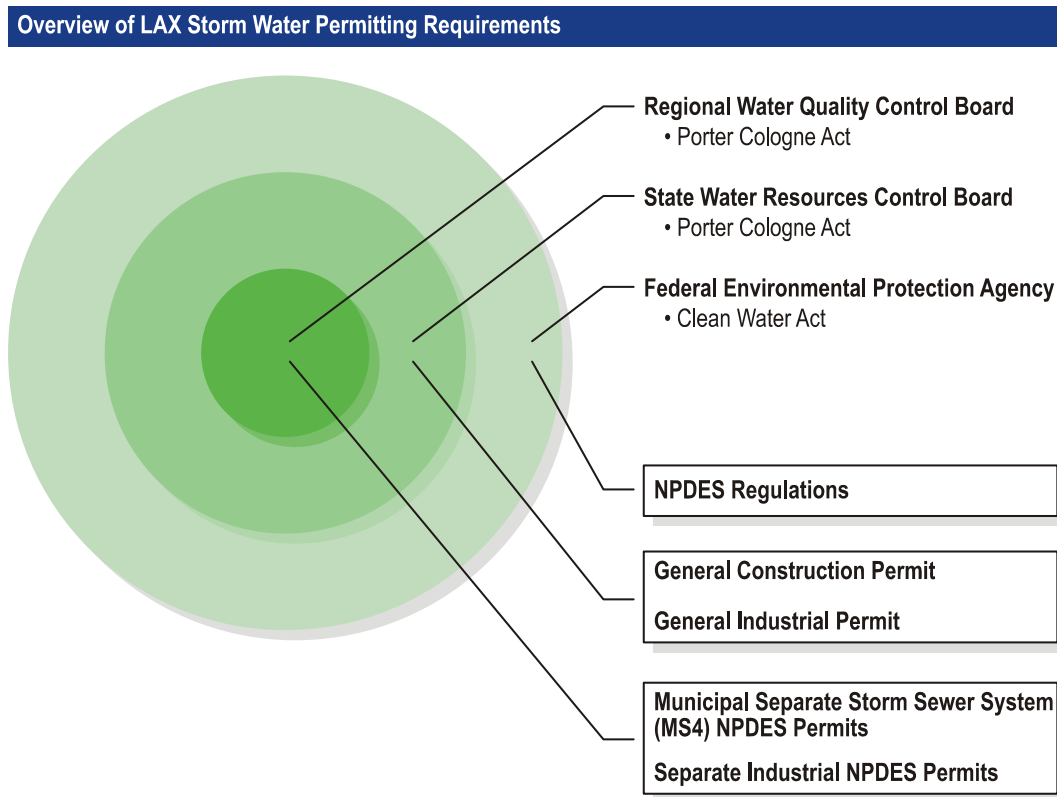 Overview of LAX Storm Water Permitting Requirements
Regional Water Quality Control Board
• Porter Cologne Act
State Water Resources Control Board
• Porter Cologne Act
Federal Environmental Protection Agency
• Clean Water Act
NPDES Regulations
General Construction Permit
General Industrial Permit
Municipal Separate Storm Sewer System
(MS4) NPDES Permits
Separate Industrial NPDES Permits